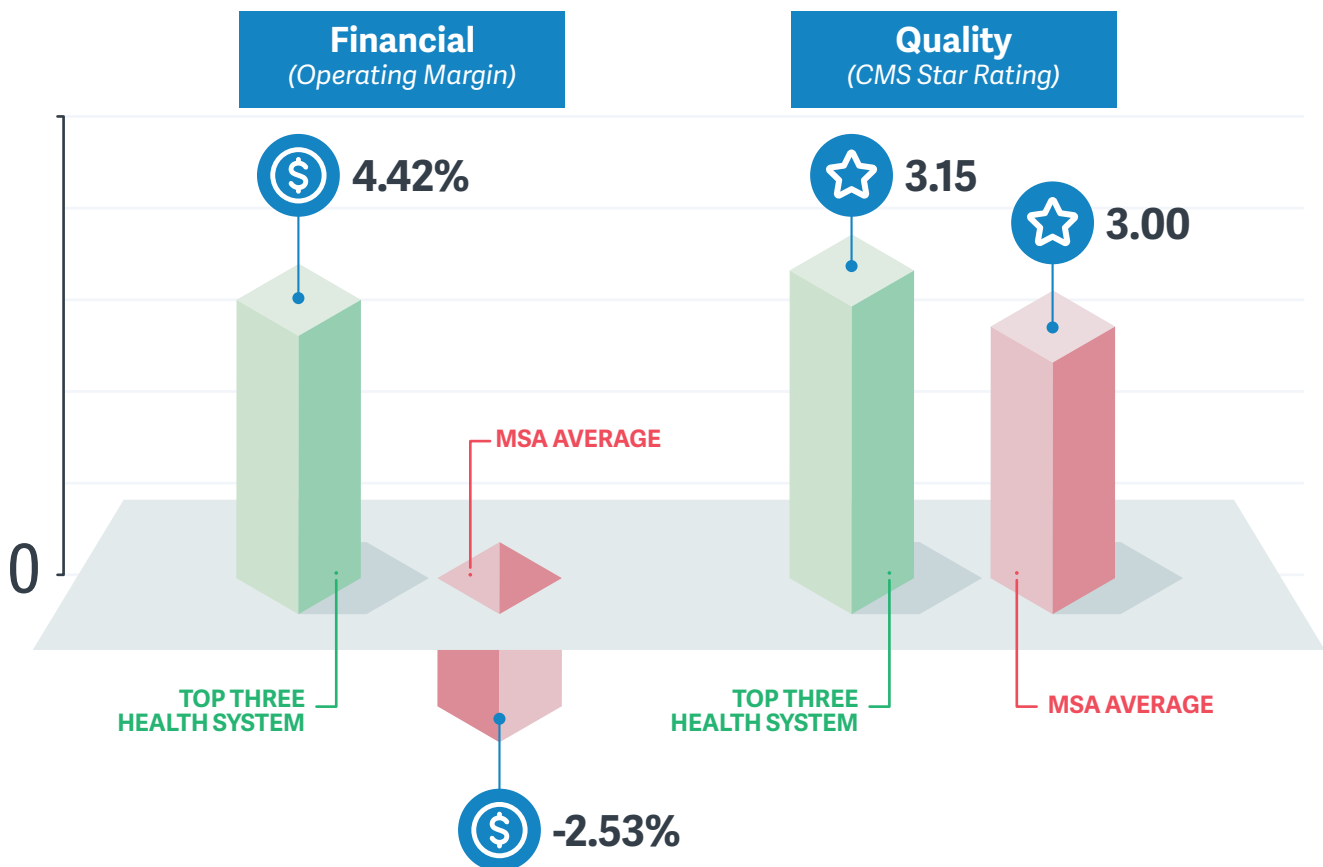 Financial
(Operating Margin)
Quality
(CMS Star Rating)
$ 4.42%
3.15
3.00
MSA AVERAGE
0
TOP THREE
HEALTH SYSTEM
TOP THREE
HEALTH SYSTEM
MSA AVERAGE
$ -2.53%